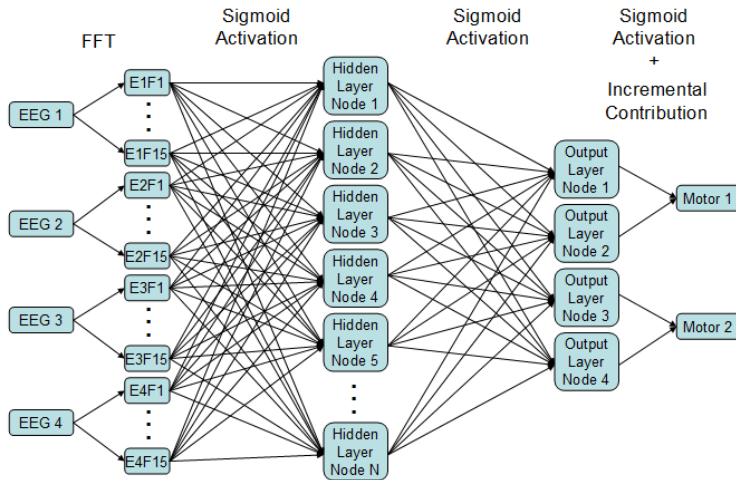 FFT
Sigmoid
Activation
Sigmoid
Activation
Sigmoid
Activation
+
Incremental
Contribution
EEG 1
EEG 2
EEG 3
EEG 4
E1F1
E1F15
E2F1
E2F15
E3F1
E3F15
E4F1
E4F15
Hidden
Layer
Node 1
Hidden
Layer
Node 2
Hidden
Layer
Node 3
Hidden
Layer
Node 4
Hidden
Layer
Node 5
Hidden
Layer
Node N
Output
Layer
Node 1
Output
Layer
Node 2
Output
Layer
Node 3
Output
Layer
Node 4
Motor 1
Motor 2